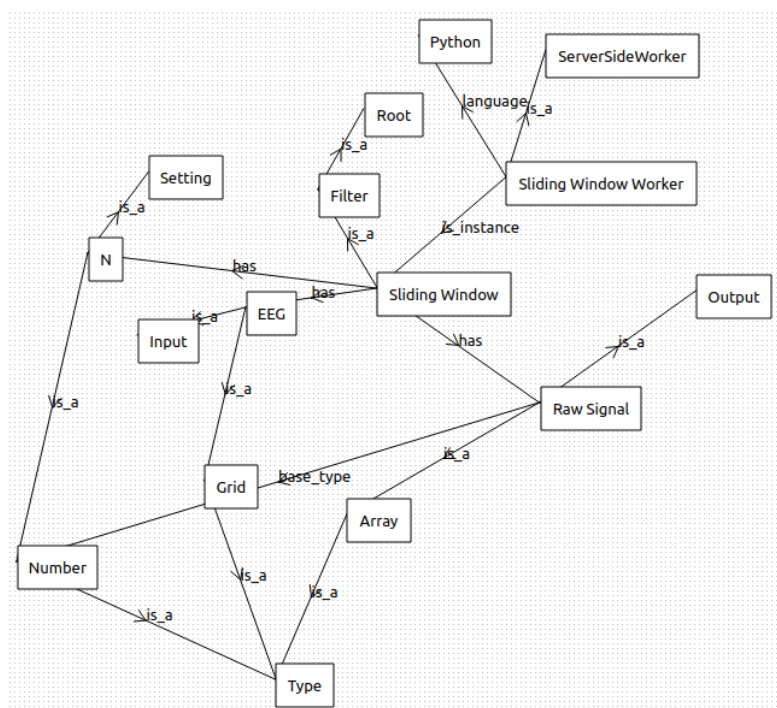 Python
ServerSideWorker
language
is_a
Root
is_a
Setting
Filter
Sliding Window Worker
is_a
is_instance
is_a
N
has
Sliding Window
has
EEG
is_a
Input
Output
has
is_a
is_a
is_a
Raw Signal
is_a
base_type
Grid
Array
Number
is_a
is_a
is_a
Type